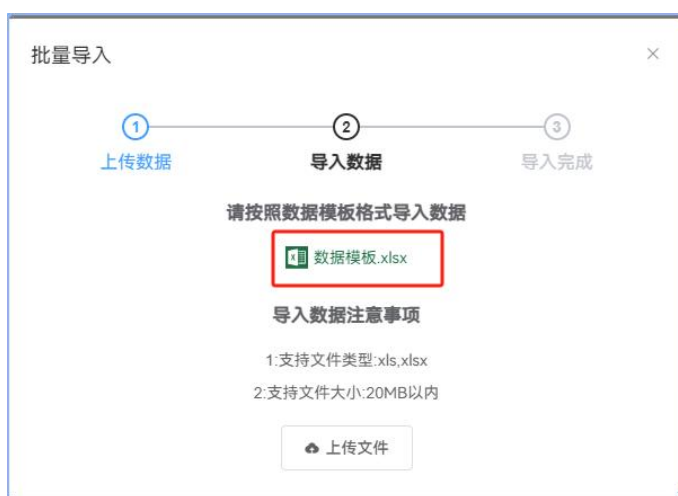 批量导入
×
1 2 3
上传数据 导入数据 导入完成
请按照数据模板格式导入数据
数据模板.xlsx
导入数据注意事项
1:支持文件类型:xls,xlsx
2:支持文件大小:20MB以内
上传文件